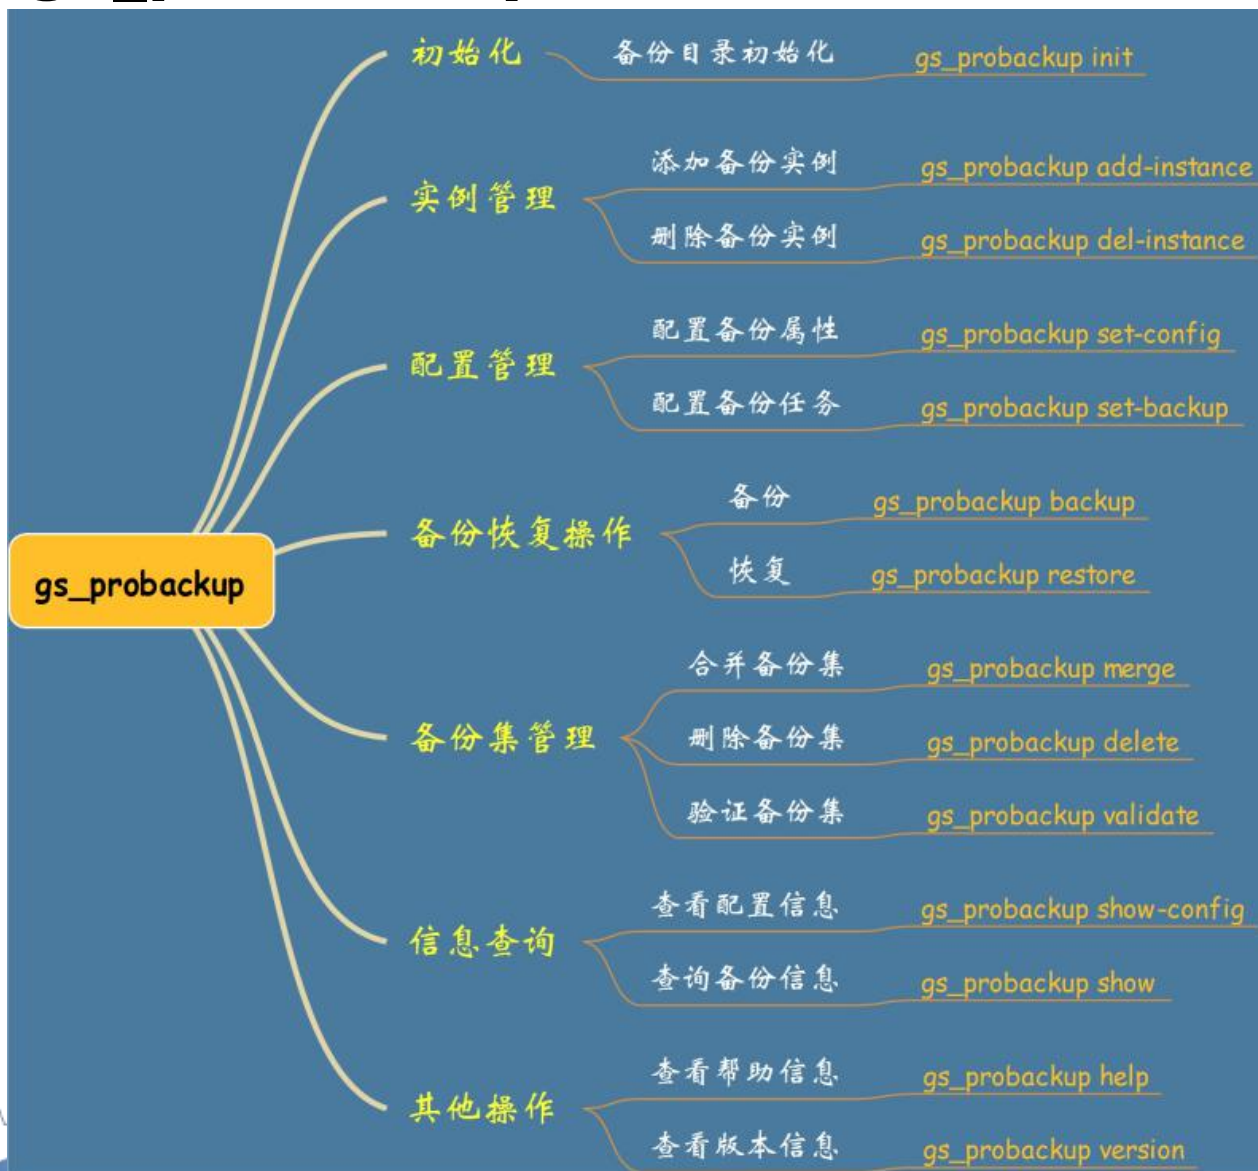 gs_probackup
初始化
备份目录初始化 gs_probackup init
实例管理
添加备份实例 gs_probackup add-instance
删除备份实例 gs_probackup del-instance
配置管理
配置备份属性 gs_probackup set-config
配置备份任务 gs_probackup set-backup
备份恢复操作
备份 gs_probackup backup
恢复 gs_probackup restore
备份集管理
合并备份集 gs_probackup merge
删除备份集 gs_probackup delete
验证备份集 gs_probackup validate
信息查询
查看配置信息 gs_probackup show-config
查询备份信息 gs_probackup show
其他操作
查看帮助信息 gs_probackup help
查看版本信息 gs_probackup version